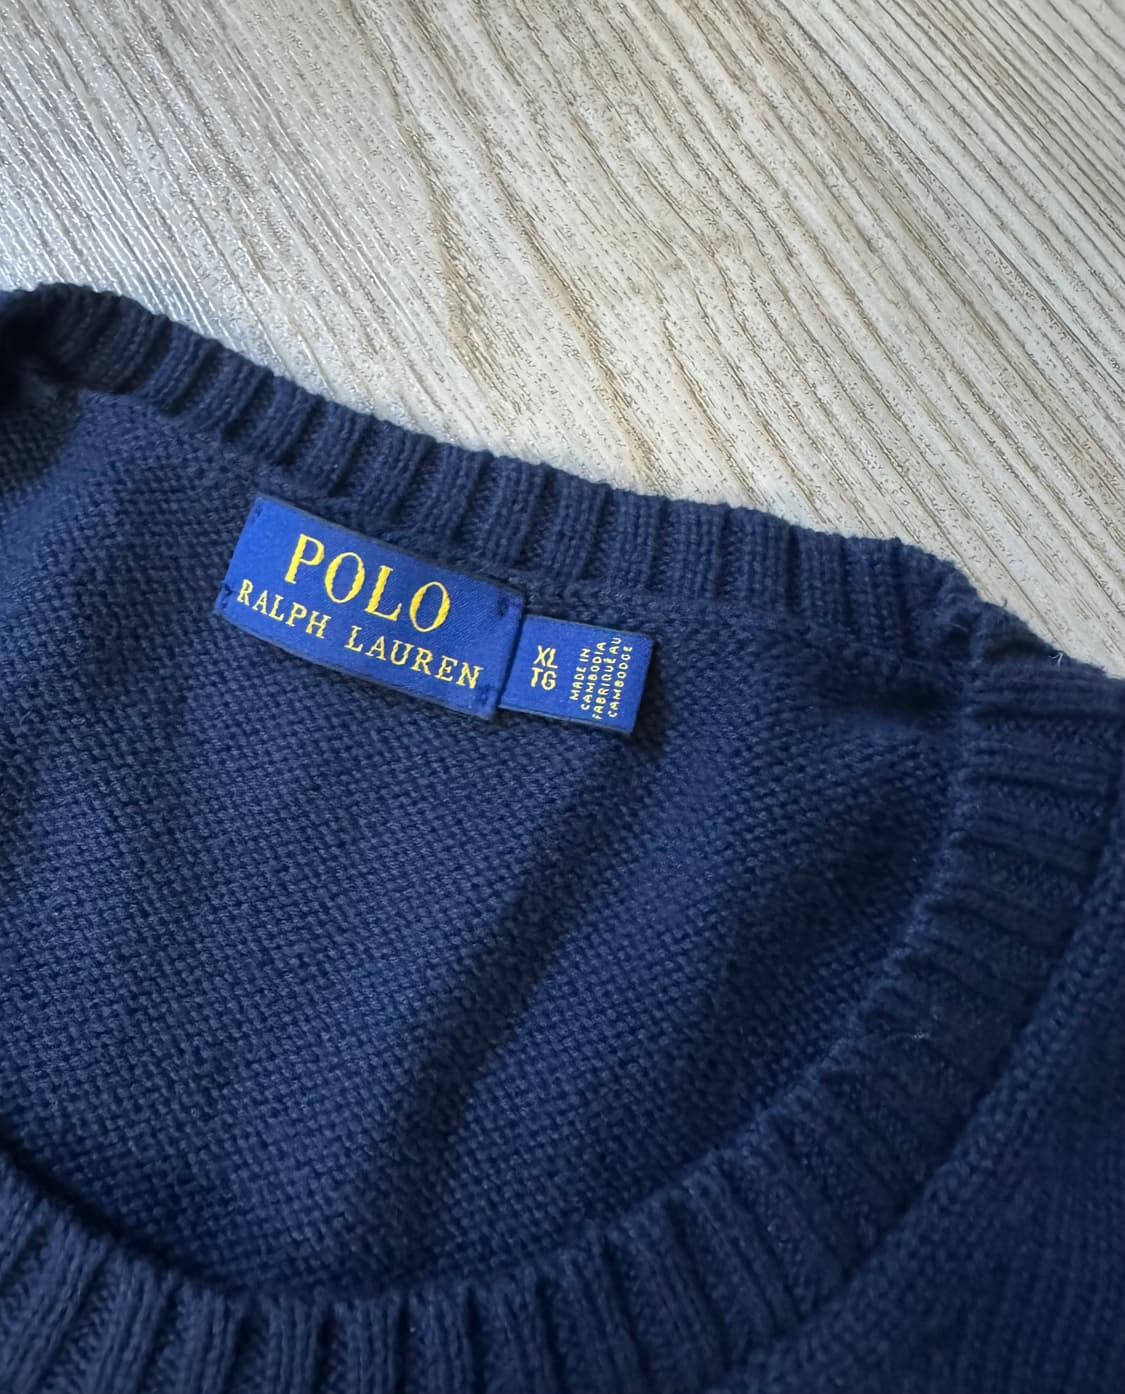 POLO
RALPH LAUREN
XL
TG
MADE IN
CAMBODIA
FABRIQUÉ AU
CAMBODGE